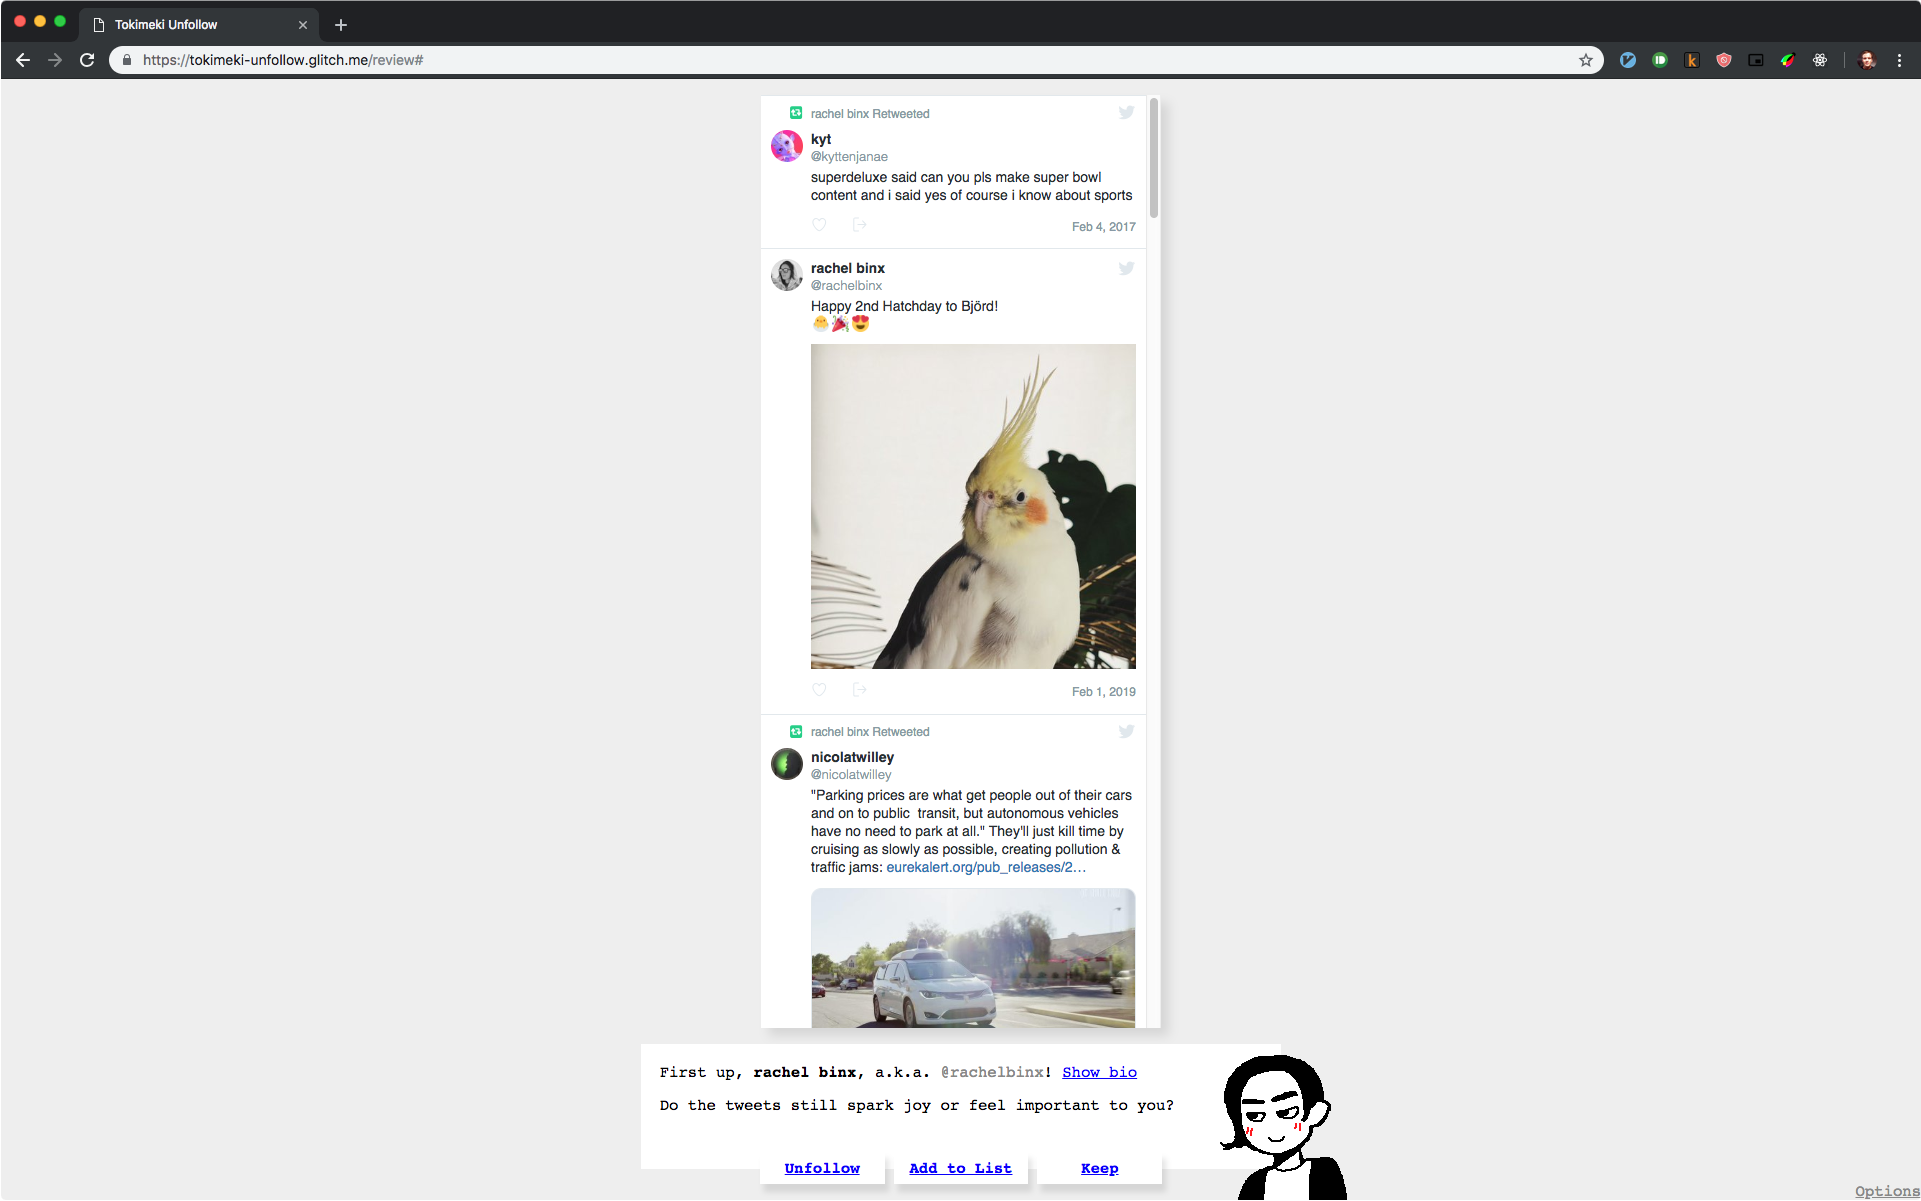 Tokimeki Unfollow
https://tokimeki-unfollow.glitch.me/review#
rachel binx Retweeted
kyt
@kyttenjanae
superdeluxe said can you pls make super bowl
content and i said yes of course i know about sports
Feb 4, 2017
rachel binx
@rachelbinx
Happy 2nd Hatchday to Björd!
🐣🎉😍
Feb 1, 2019
rachel binx Retweeted
nicolatwilley
@nicolatwilley
"Parking prices are what get people out of their cars
and on to public  transit, but autonomous vehicles
have no need to park at all." They'll just kill time by
cruising as slowly as possible, creating pollution &
traffic jams: eurekalert.org/pub_releases/2…
First up, rachel binx, a.k.a. @rachelbinx! Show bio
Do the tweets still spark joy or feel important to you?
Unfollow Add to List Keep
Options